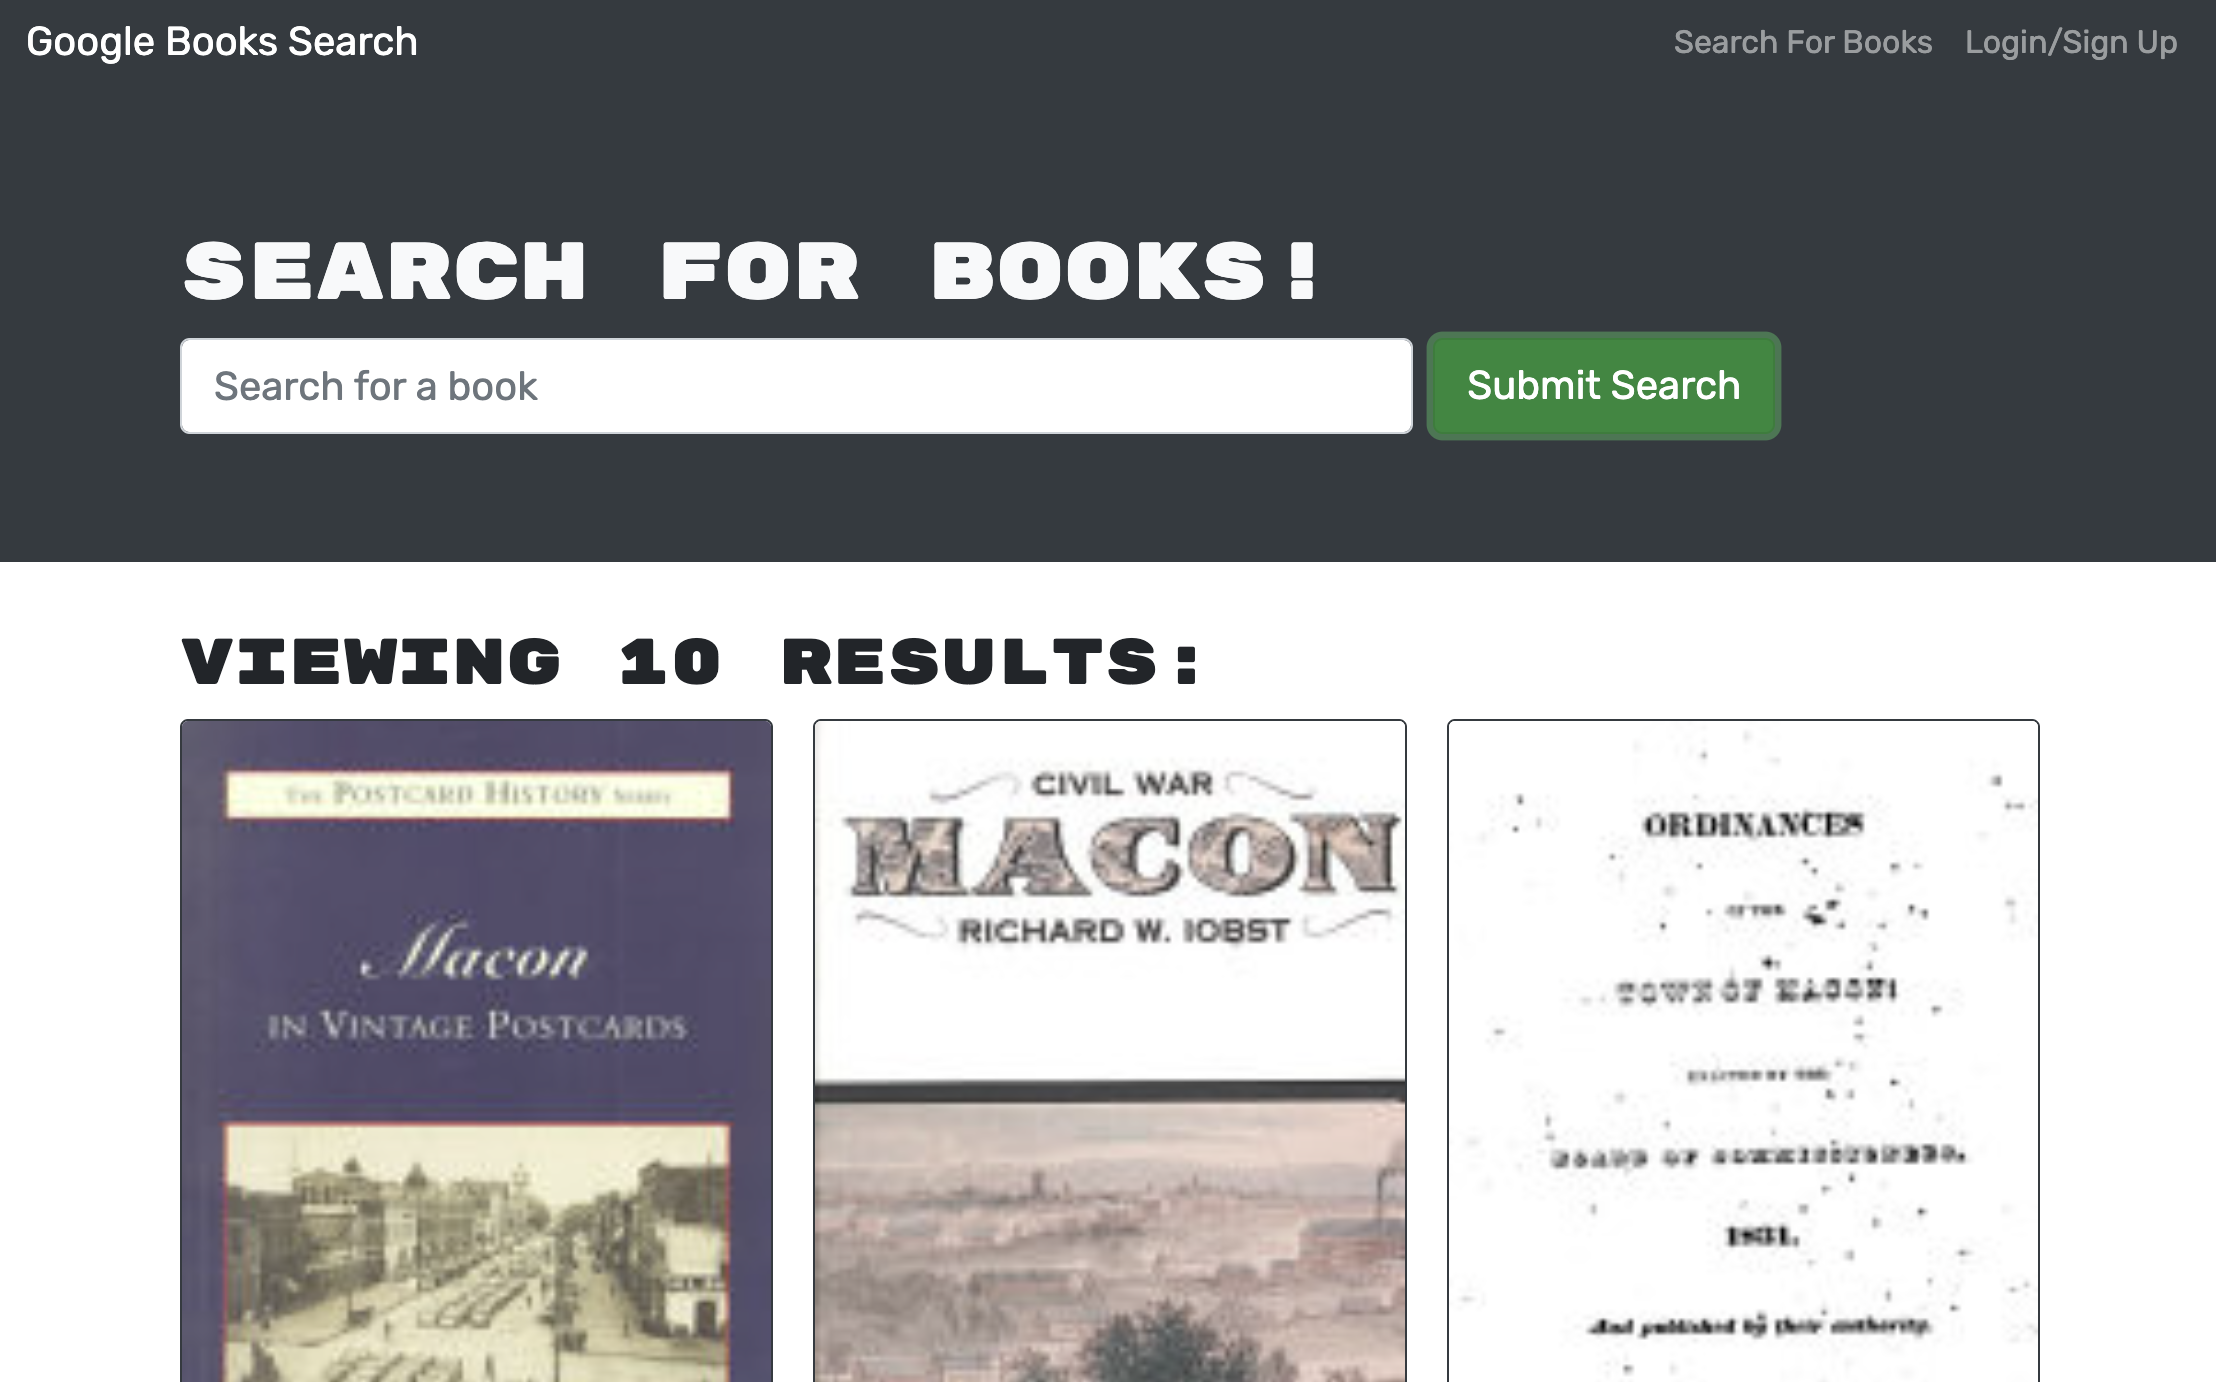 Google Books Search
Search For Books
Login/Sign Up
SEARCH FOR BOOKS!
Search for a book
Submit Search
VIEWING 10 RESULTS:
THE POSTCARD HISTORY SERIES
Macon
IN VINTAGE POSTCARDS
CIVIL WAR
MACON
RICHARD W. IOBST
ORDINANCES
OF THE
TOWN OF MACON:
BOARD OF COMMISSIONERS.
1831.
And published by their authority.